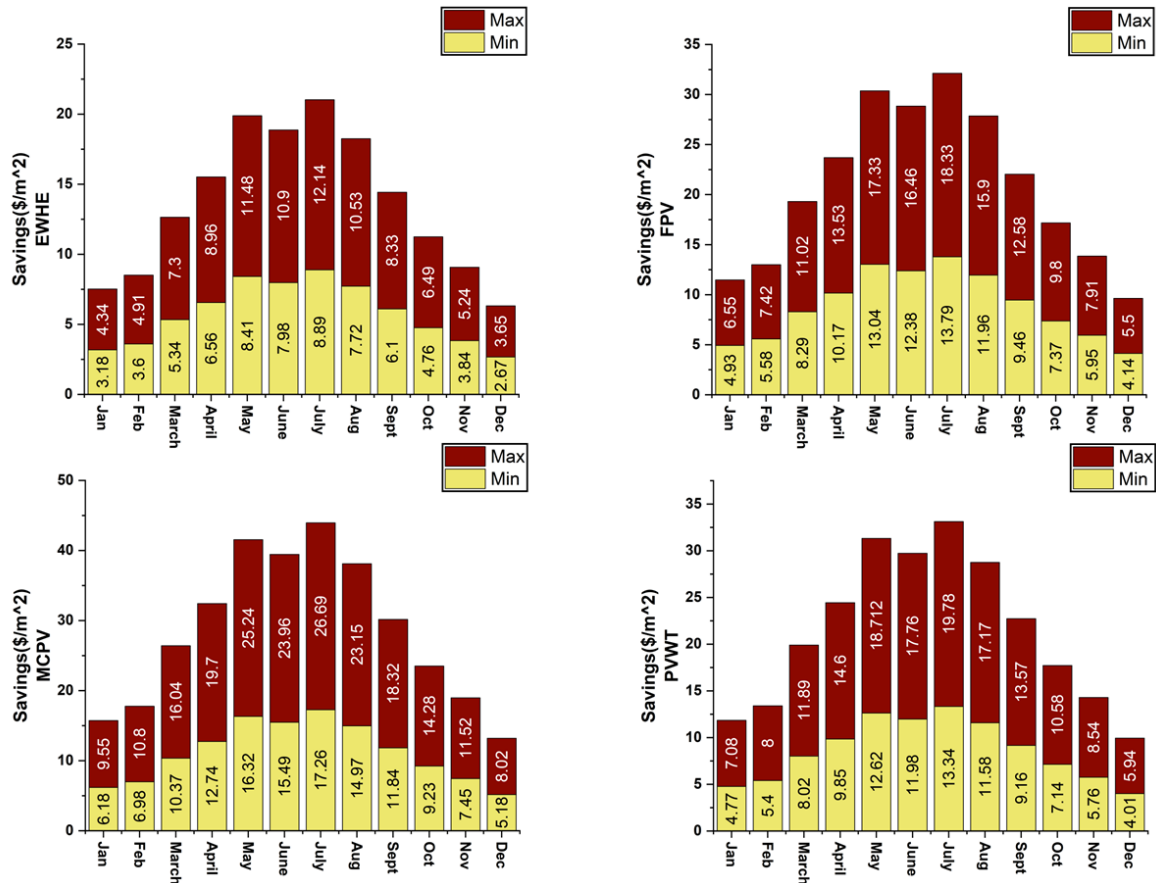 Max
Min
Savings($/m^2)
EWHE
25
20
15
10
5
0
4.34
4.91
7.3
8.96
11.48
10.9
12.14
10.53
8.33
6.49
5.24
3.65
3.18
3.6
5.34
6.56
8.41
7.98
8.89
7.72
6.1
4.76
3.84
2.67
Jan
Feb
March
April
May
June
July
Aug
Sept
Oct
Nov
Dec
Max
Min
Savings($/m^2)
FPV
35
30
25
20
15
10
5
0
6.55
7.42
11.02
13.53
17.33
16.46
18.33
15.9
12.58
9.8
7.91
5.5
4.93
5.58
8.29
10.17
13.04
12.38
13.79
11.96
9.46
7.37
5.95
4.14
Jan
Feb
March
April
May
June
July
Aug
Sept
Oct
Nov
Dec
Max
Min
Savings($/m^2)
MCPV
50
40
30
20
10
0
9.55
10.8
16.04
19.7
25.24
23.96
26.69
23.15
18.32
14.28
11.52
8.02
6.18
6.98
10.37
12.74
16.32
15.49
17.26
14.97
11.84
9.23
7.45
5.18
Jan
Feb
March
April
May
June
July
Aug
Sept
Oct
Nov
Dec
Max
Min
Savings($/m^2)
PVWT
35
30
25
20
15
10
5
0
7.08
8
11.89
14.6
18.712
17.76
19.78
17.17
13.57
10.58
8.54
5.94
4.77
5.4
8.02
9.85
12.62
11.98
13.34
11.58
9.16
7.14
5.76
4.01
Jan
Feb
March
April
May
June
July
Aug
Sept
Oct
Nov
Dec